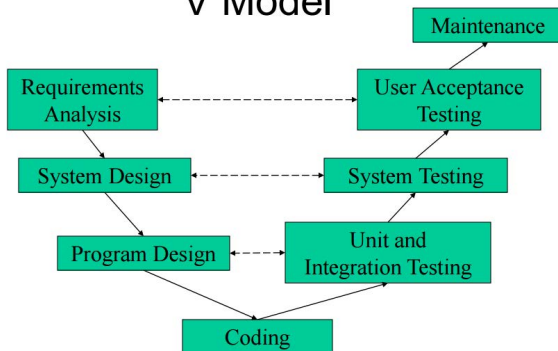 V Model
Maintenance
Requirements
Analysis
User Acceptance
Testing
System Design
System Testing
Program Design
Unit and
Integration Testing
Coding